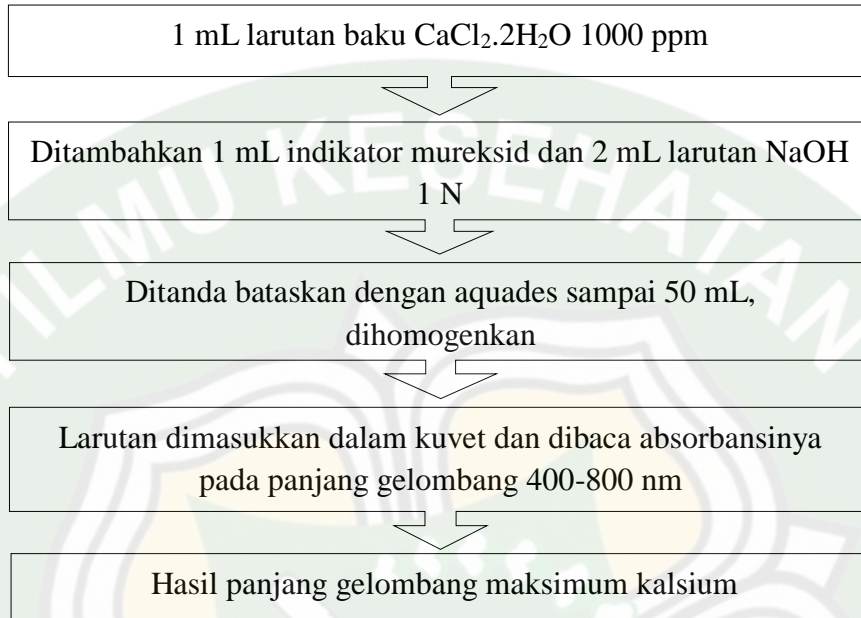 1 mL larutan baku CaCl₂.2H₂O 1000 ppm
Ditambahkan 1 mL indikator mureksid dan 2 mL larutan NaOH
1 N
Ditanda bataskan dengan aquades sampai 50 mL,
dihomogenkan
Larutan dimasukkan dalam kuvet dan dibaca absorbansinya
pada panjang gelombang 400-800 nm
Hasil panjang gelombang maksimum kalsium
ILMU KESEHATAN